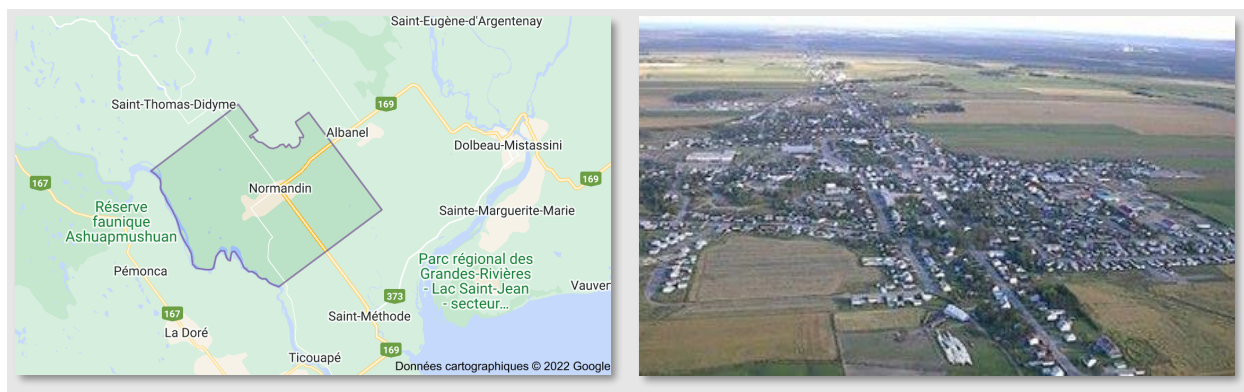 Saint-Eugène-d'Argentenay
Saint-Thomas-Didyme
169
Albanel
Dolbeau-Mistassini
167
169
Normandin
Réserve
faunique
Ashuapmushuan
Sainte-Marguerite-Marie
Pémonca
Parc régional des
Grandes-Rivières
- Lac Saint-Jean
- secteur...
Vauver
373
167
Saint-Méthode
La Doré
169
Ticouapé
Données cartographiques © 2022 Google